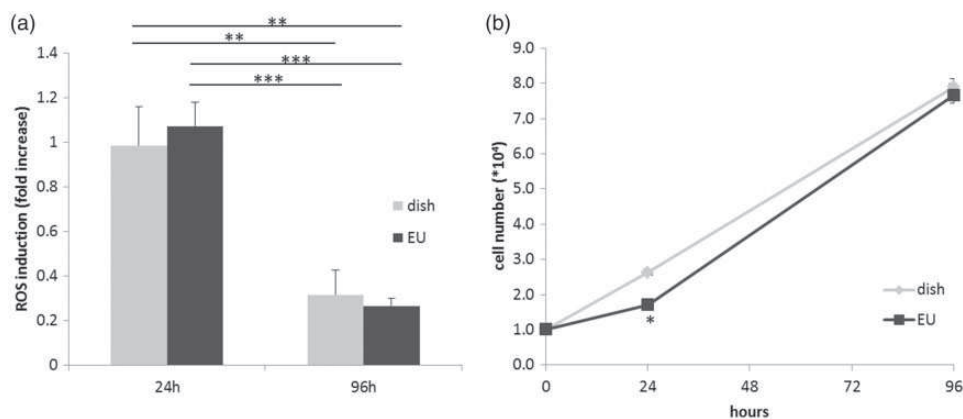 (a)
**
**
***
***
ROS induction (fold increase)
1.4
1.2
1
0.8
0.6
0.4
0.2
0
dish
EU
24h
96h
(b)
cell number (*10⁴)
9.0
8.0
7.0
6.0
5.0
4.0
3.0
2.0
1.0
0.0
*
dish
EU
0
24
48
72
96
hours